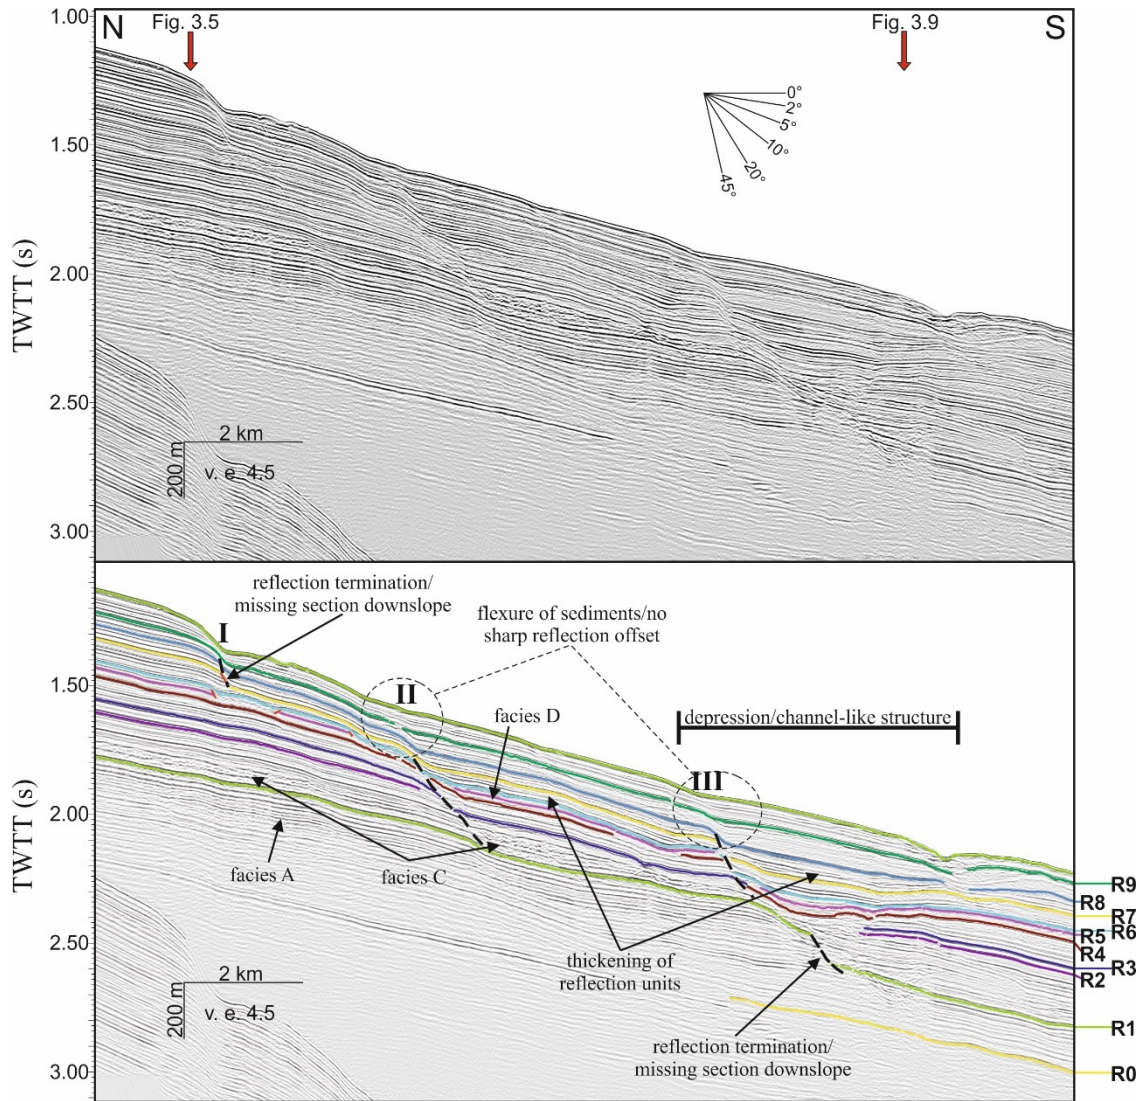 Fig. 3.5
Fig. 3.9
N
S
1.00
1.50
2.00
2.50
3.00
TWTT (s)
0°
2°
5°
10°
20°
45°
2 km
200 m
v. e. 4.5
reflection termination/
missing section downslope
flexure of sediments/no
sharp reflection offset
I
II
III
facies D
depression/channel-like structure
1.50
2.00
2.50
3.00
TWTT (s)
facies A
facies C
thickening of
reflection units
2 km
200 m
v. e. 4.5
reflection termination/
missing section downslope
R9
R8
R7
R6
R5
R4
R3
R2
R1
R0